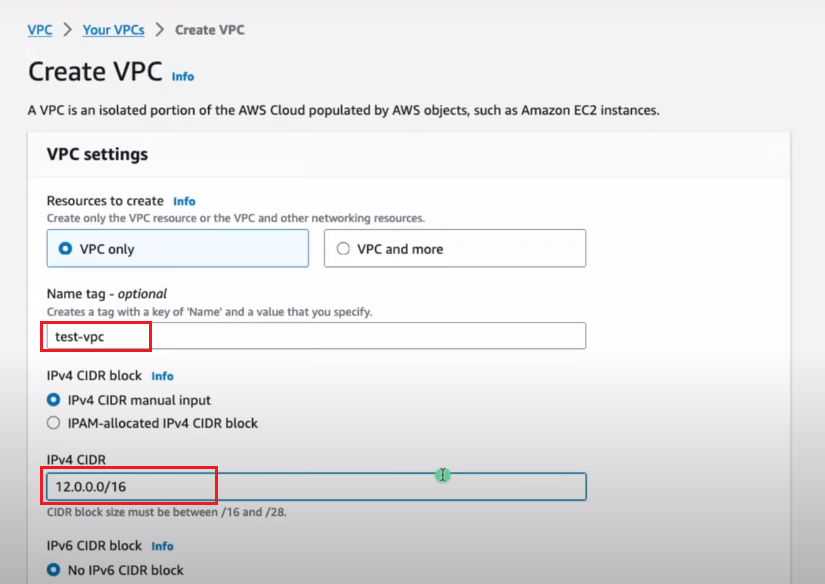 VPC > Your VPCs > Create VPC
Create VPC Info
A VPC is an isolated portion of the AWS Cloud populated by AWS objects, such as Amazon EC2 instances.
VPC settings
Resources to create Info
Create only the VPC resource or the VPC and other networking resources.
VPC only
VPC and more
Name tag - optional
Creates a tag with a key of 'Name' and a value that you specify.
test-vpc
IPv4 CIDR block Info
IPv4 CIDR manual input
IPAM-allocated IPv4 CIDR block
IPv4 CIDR
12.0.0.0/16
CIDR block size must be between /16 and /28.
IPv6 CIDR block Info
No IPv6 CIDR block